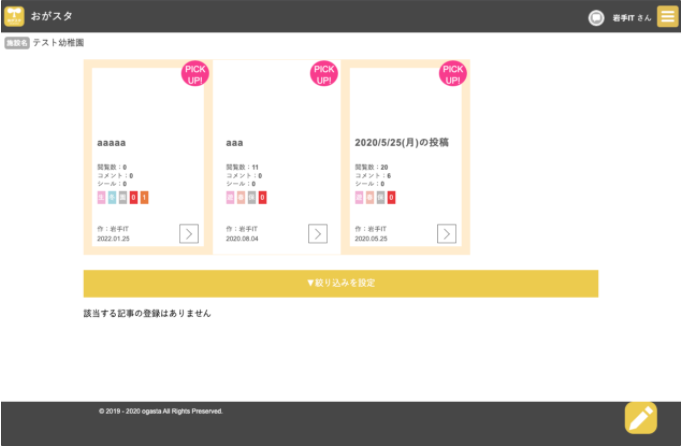 おがスタ
岩手IT さん
施設名 テスト幼稚園
PICK UP!
PICK UP!
PICK UP!
aaaaa
閲覧数：0
コメント：0
シール：0
0 1
作：岩手IT
2022.01.25
aaa
閲覧数：11
コメント：0
シール：0
0
作：岩手IT
2020.08.04
2020/5/25(月)の投稿
閲覧数：20
コメント：6
シール：0
0
作：岩手IT
2020.05.25
▼絞り込みを設定
該当する記事の登録はありません
© 2019 - 2020 ogasta All Rights Preserved.